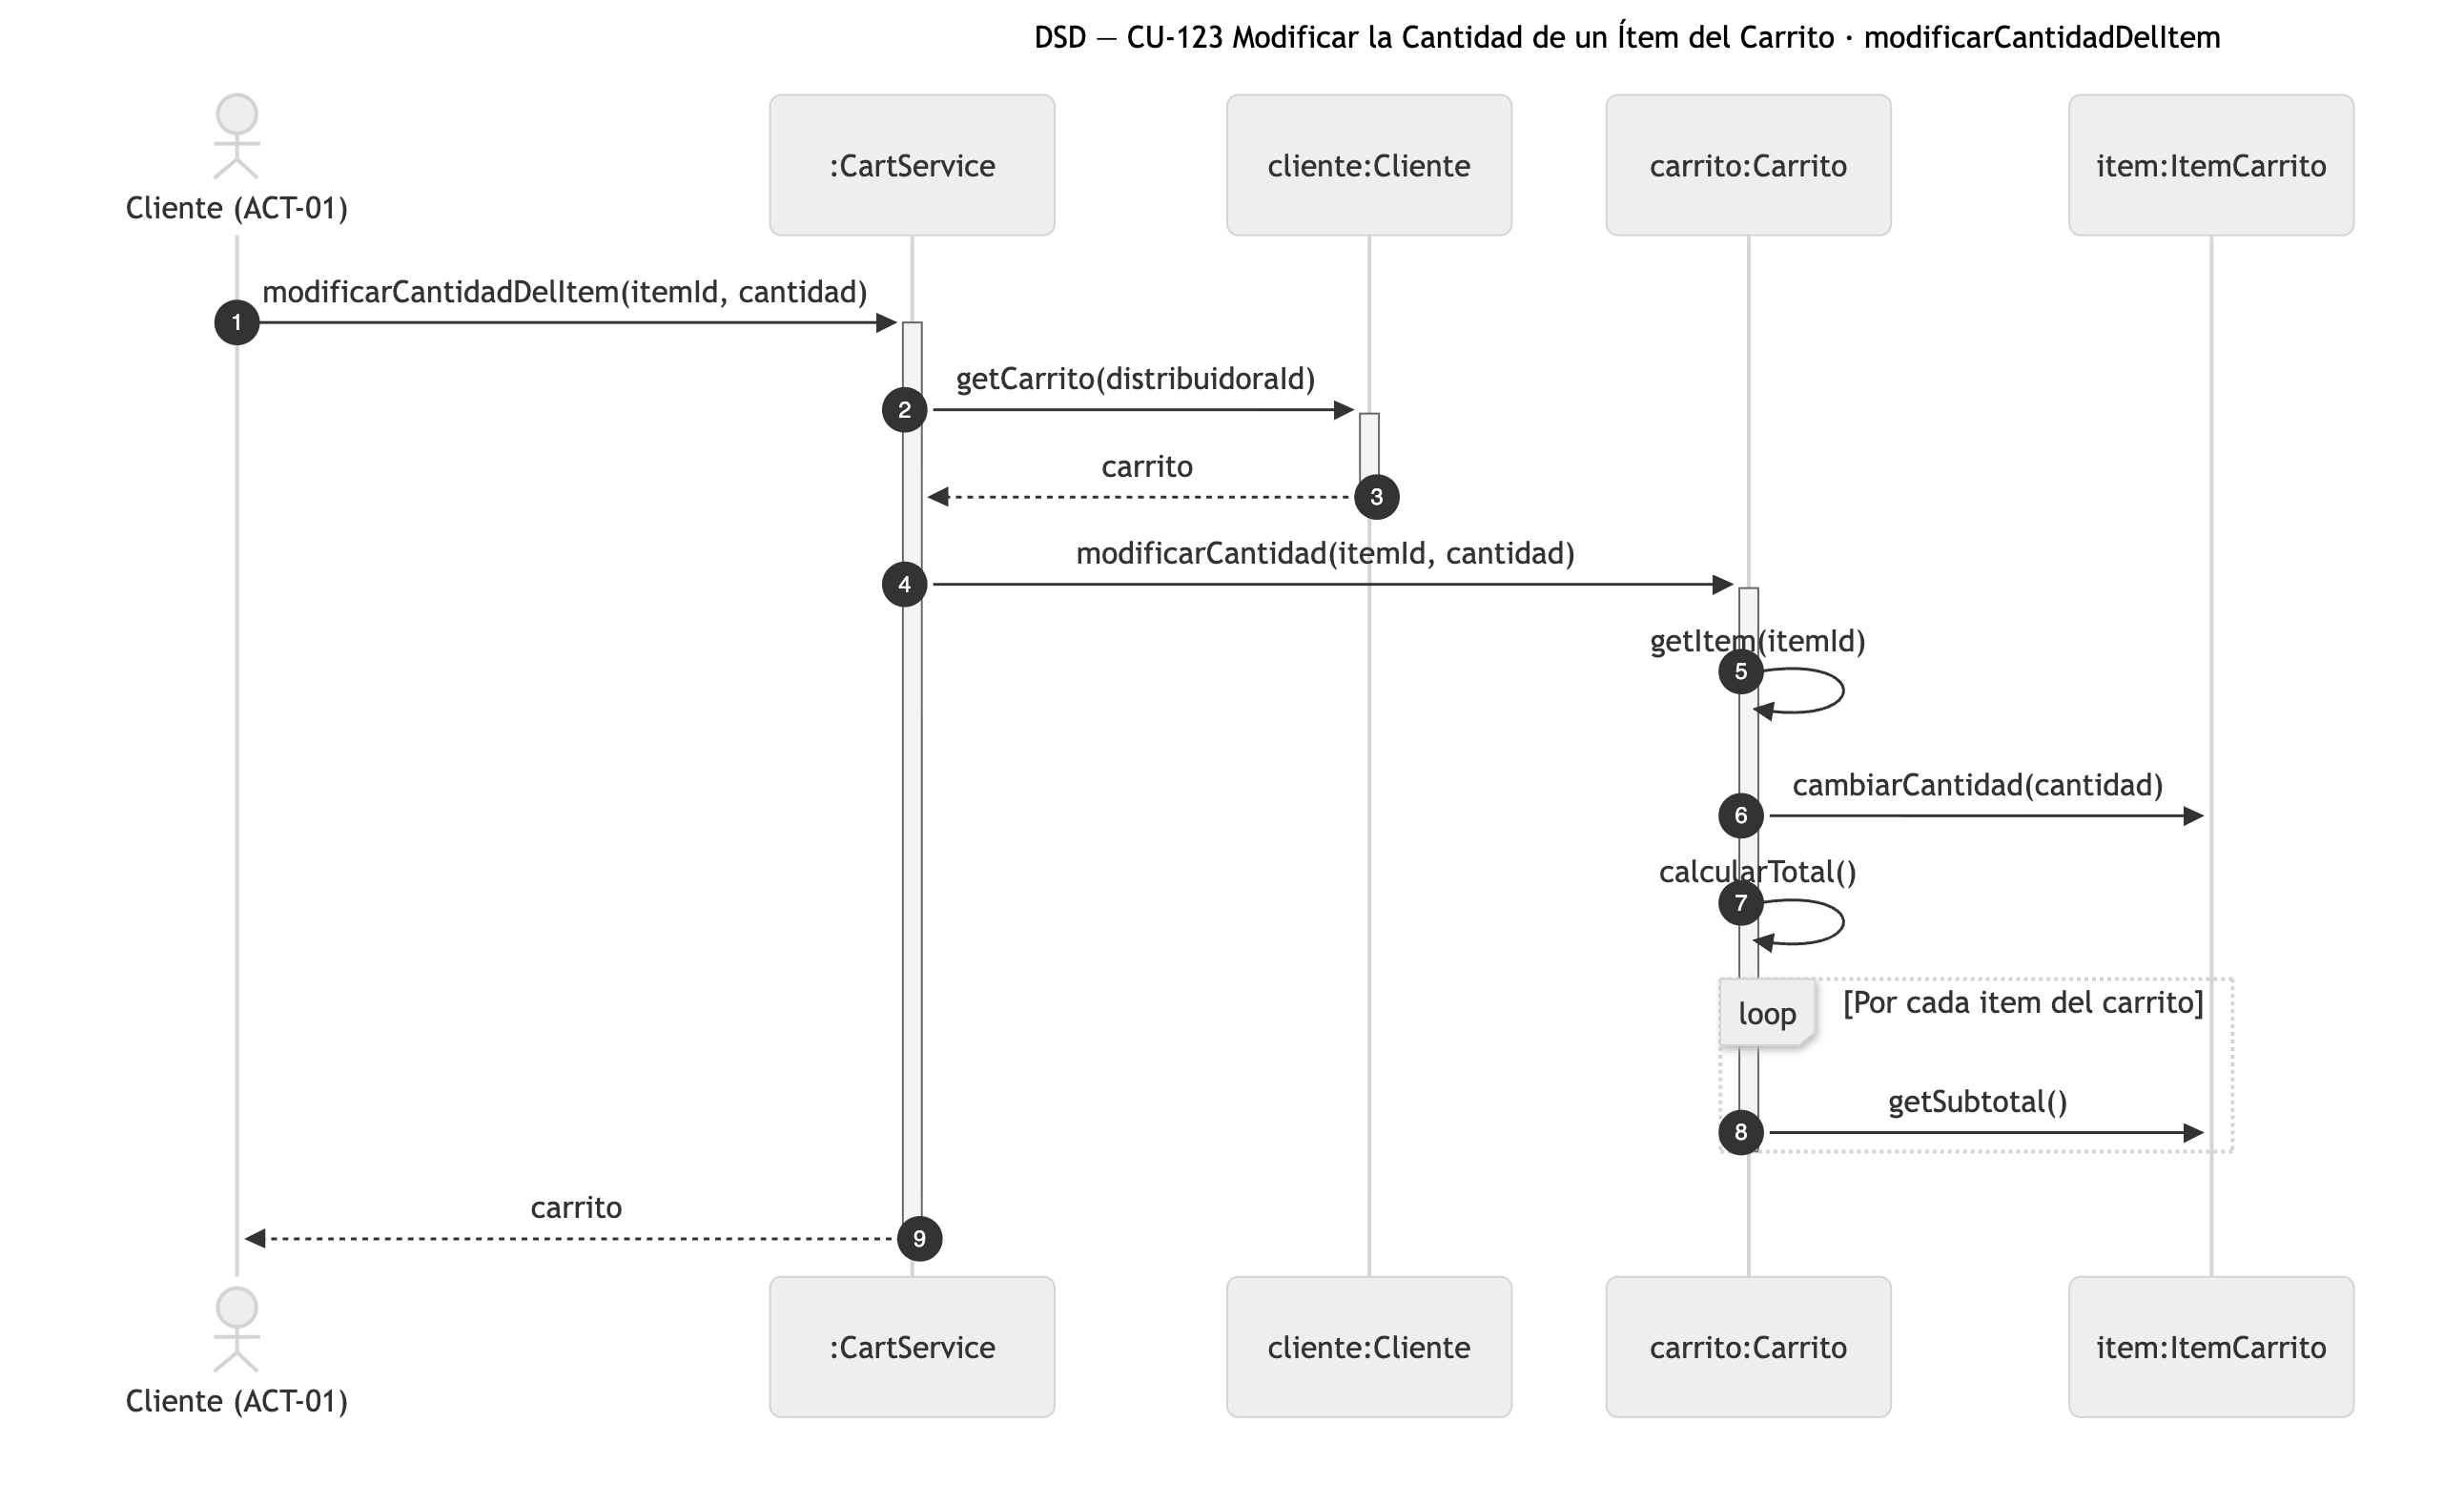 DSD — CU-123 Modificar la Cantidad de un Ítem del Carrito · modificarCantidadDelItem
Cliente (ACT-01)
:CartService
cliente:Cliente
carrito:Carrito
item:ItemCarrito
modificarCantidadDelItem(itemId, cantidad)
1
getCarrito(distribuidoraId)
2
carrito
3
modificarCantidad(itemId, cantidad)
4
getItem(itemId)
5
cambiarCantidad(cantidad)
6
calcularTotal()
7
loop
[Por cada item del carrito]
getSubtotal()
8
carrito
9
Cliente (ACT-01)
:CartService
cliente:Cliente
carrito:Carrito
item:ItemCarrito